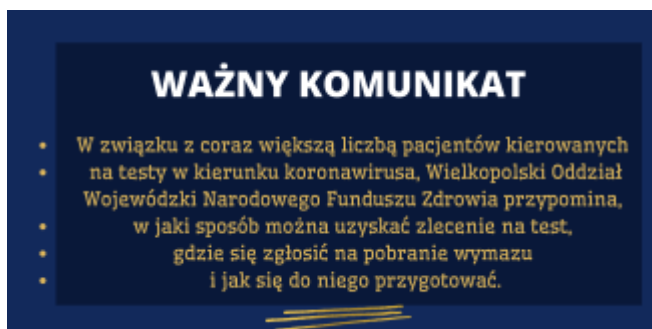 WAŻNY KOMUNIKAT
• W związku z coraz większą liczbą pacjentów kierowanych
• na testy w kierunku koronawirusa, Wielkopolski Oddział
Wojewódzki Narodowego Funduszu Zdrowia przypomina,
• w jaki sposób można uzyskać zlecenie na test,
• gdzie się zgłosić na pobranie wymazu
• i jak się do niego przygotować.